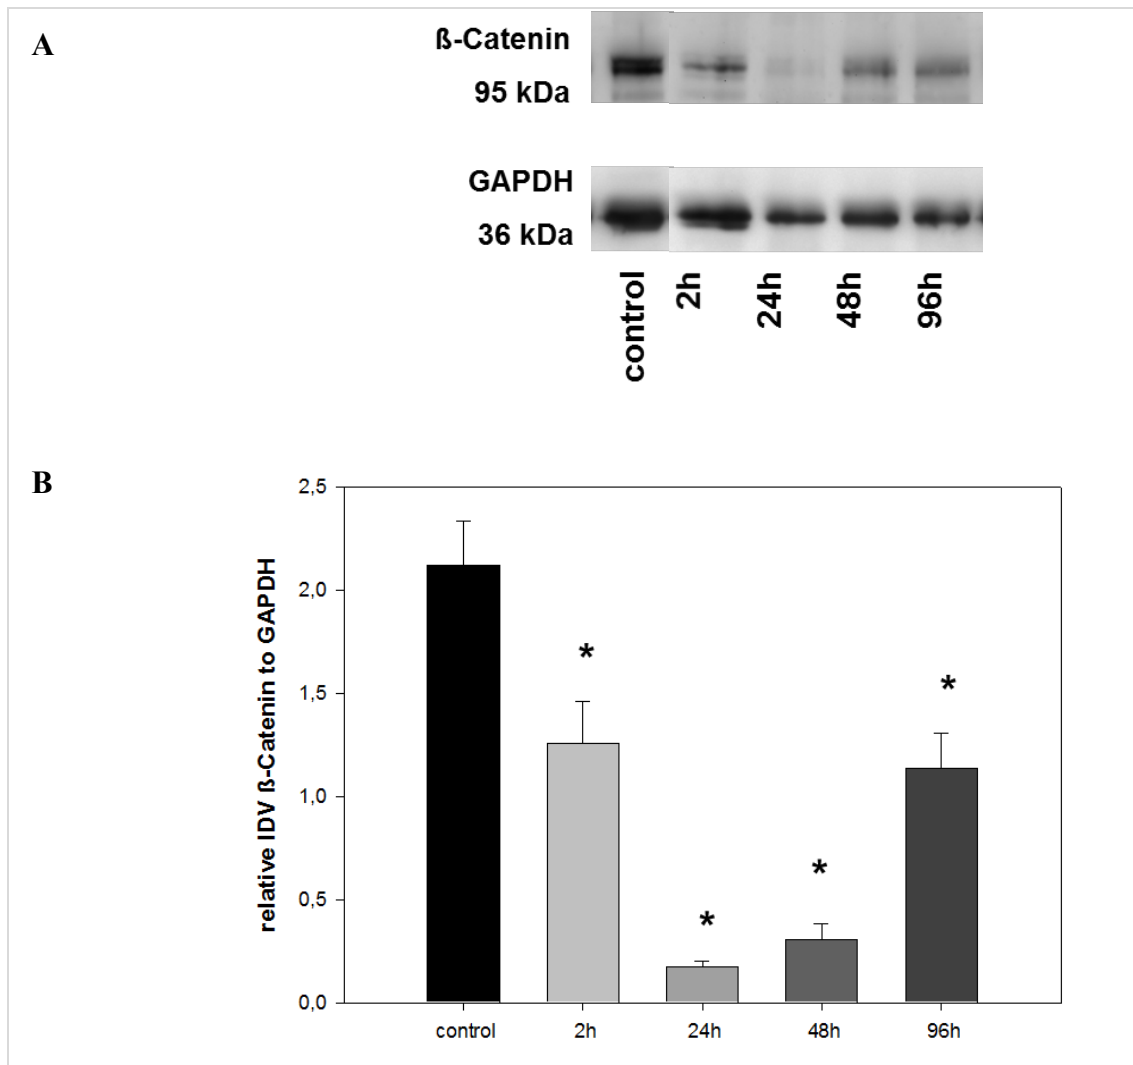 A
ß-Catenin
95 kDa
GAPDH
36 kDa
control
2h
24h
48h
96h
B
relative IDV ß-Catenin to GAPDH
2,5
2,0
1,5
1,0
0,5
0,0
*
*
*
*
control 2h 24h 48h 96h